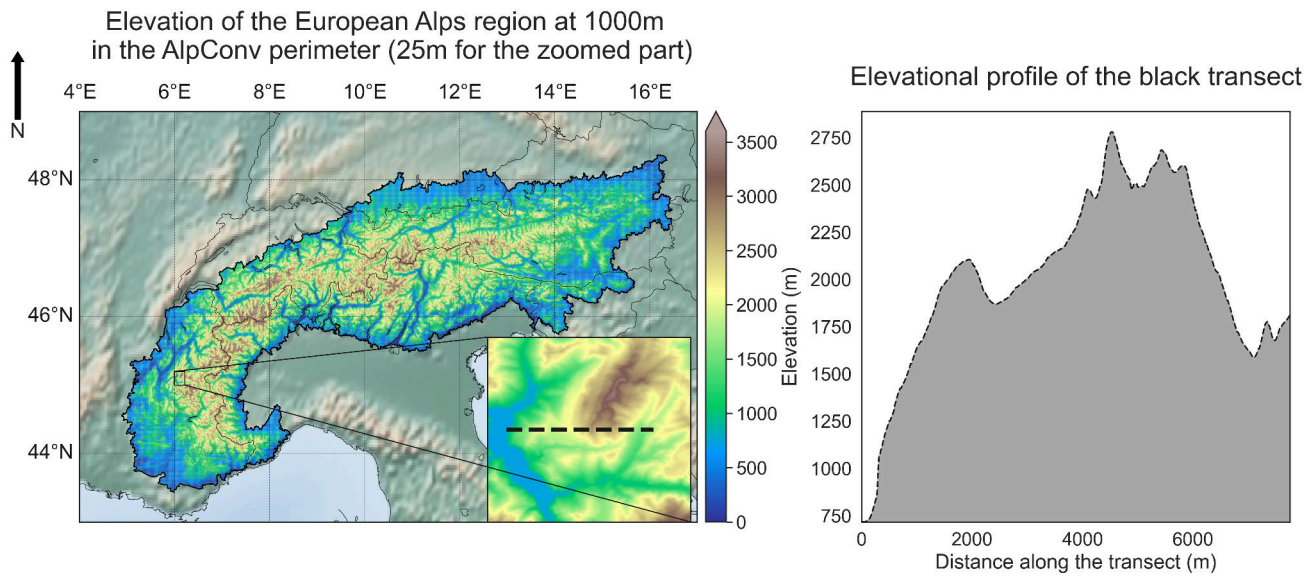 Elevation of the European Alps region at 1000m
in the AlpConv perimeter (25m for the zoomed part)
N
4°E 6°E 8°E 10°E 12°E 14°E 16°E
48°N
46°N
44°N
3500
3000
2500
2000
1500
1000
500
0
Elevation (m)
Elevational profile of the black transect
2750
2500
2250
2000
1750
1500
1250
1000
750
0 2000 4000 6000
Distance along the transect (m)